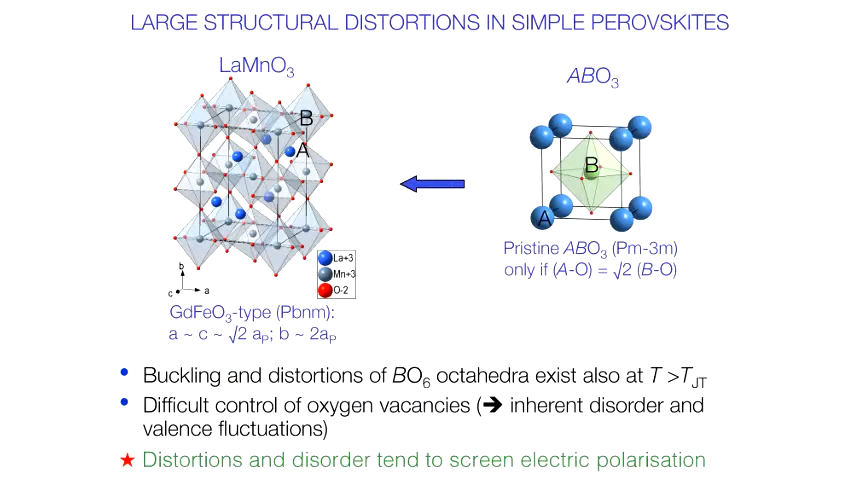 LARGE STRUCTURAL DISTORTIONS IN SIMPLE PEROVSKITES
LaMnO₃
B
A
La+3
Mn+3
O-2
b
c
a
GdFeO₃-type (Pbnm):
a ~ c ~ √2 aₚ; b ~ 2aₚ
ABO₃
B
A
Pristine ABO₃ (Pm-3m)
only if (A-O) = √2 (B-O)
• Buckling and distortions of BO₆ octahedra exist also at T >T_JT
• Difficult control of oxygen vacancies (➔ inherent disorder and
valence fluctuations)
★ Distortions and disorder tend to screen electric polarisation